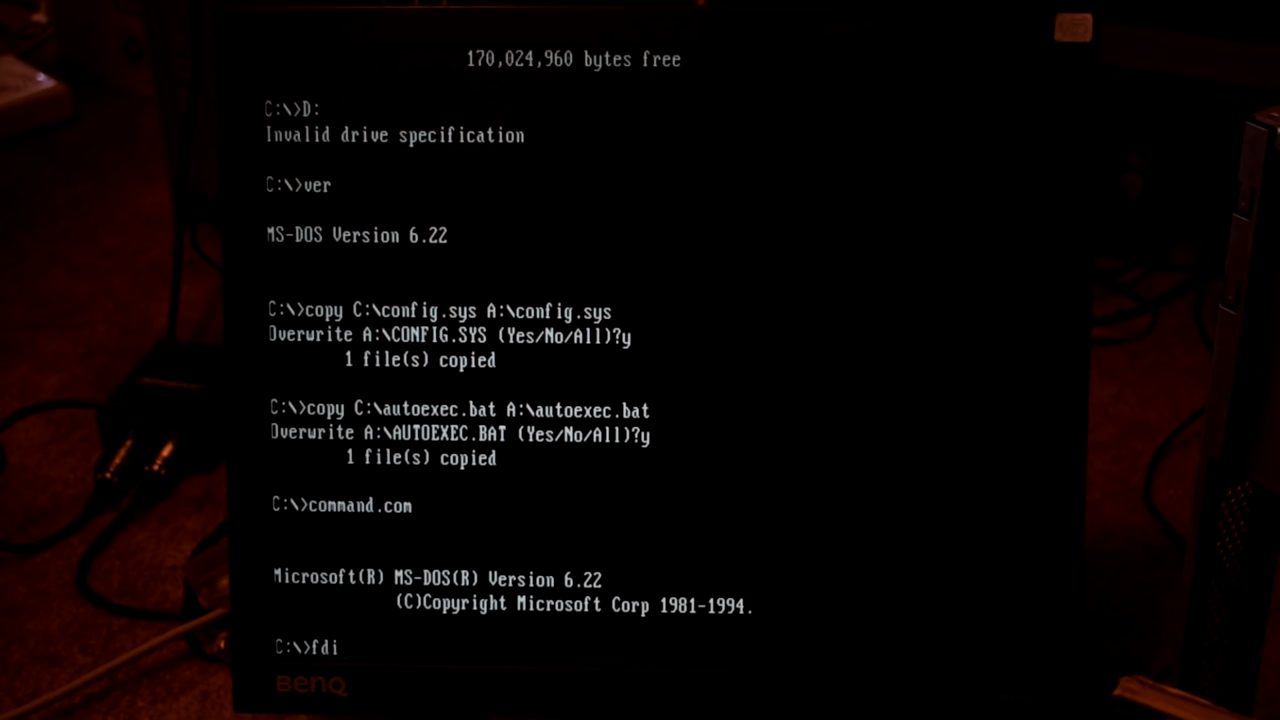 170,024,960 bytes free
C:\>D:
Invalid drive specification
C:\>ver
MS-DOS Version 6.22
C:\>copy C:\config.sys A:\config.sys
Overwrite A:\CONFIG.SYS (Yes/No/All)?y
1 file(s) copied
C:\>copy C:\autoexec.bat A:\autoexec.bat
Overwrite A:\AUTOEXEC.BAT (Yes/No/All)?y
1 file(s) copied
C:\>command.com
Microsoft(R) MS-DOS(R) Version 6.22
(C)Copyright Microsoft Corp 1981-1994.
C:\>fdi
BenQ